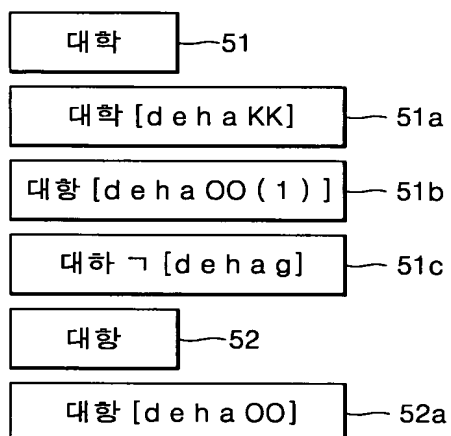 대학 51
대학 [d e h a KK] 51a
대항 [d e h a OO ( 1 ) ] 51b
대하 ㄱ [d e h a g] 51c
대항 52
대항 [d e h a OO] 52a